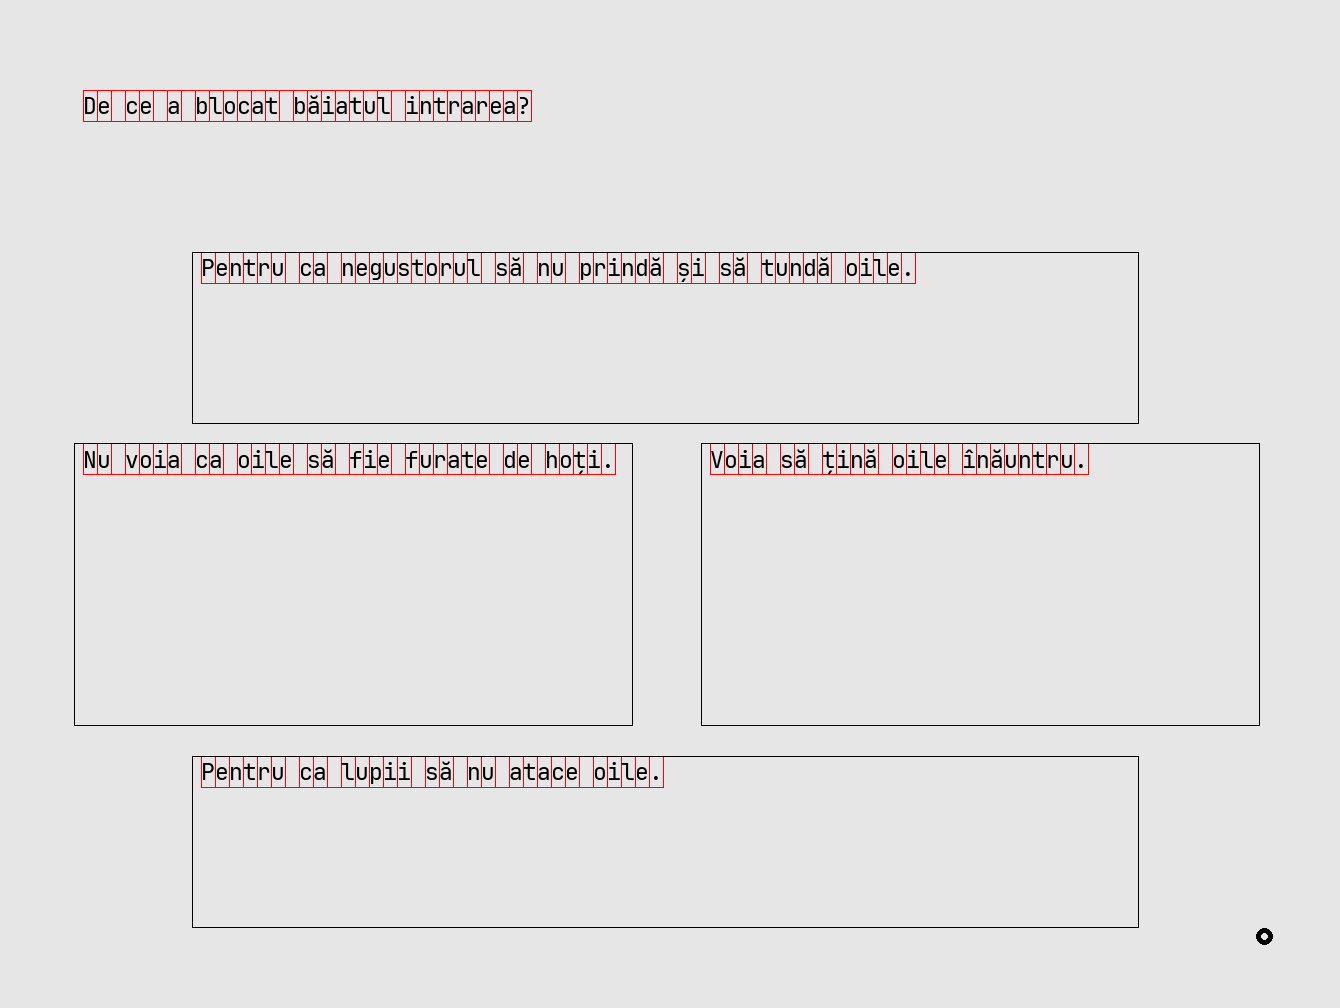 De ce a blocat băiatul intrarea?
Pentru ca negustorul să nu prindă și să tundă oile.
Nu voia ca oile să fie furate de hoți.
Voia să țină oile înăuntru.
Pentru ca lupii să nu atace oile.